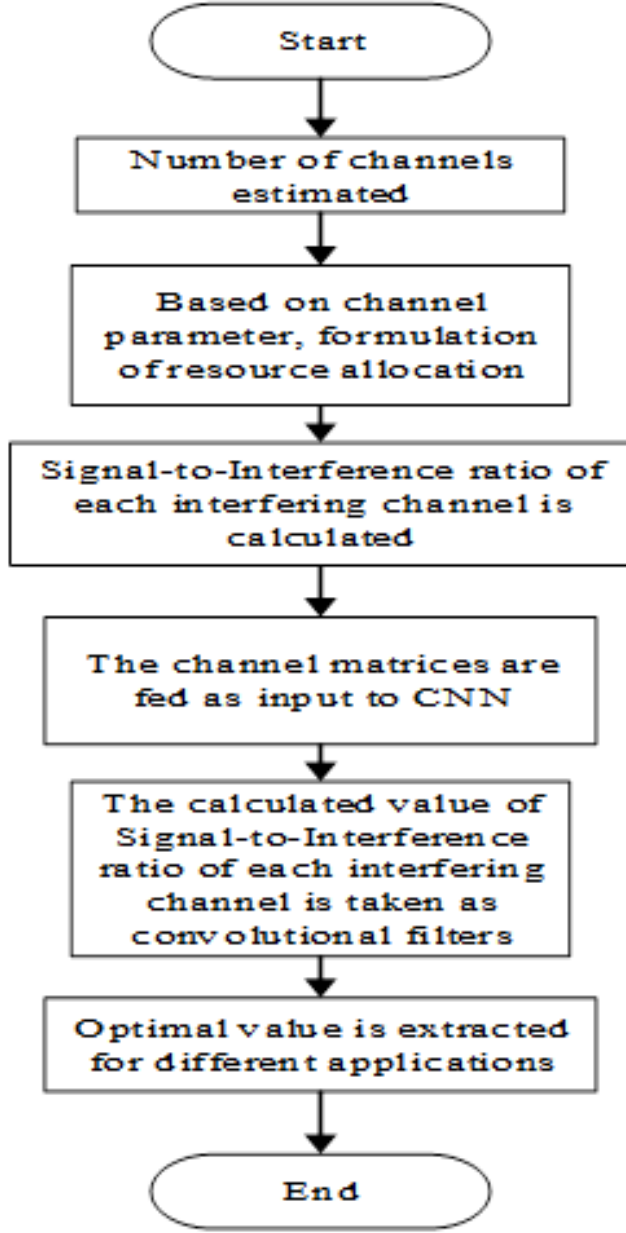 Start
Number of channels
estimated
Based on channel
parameter, formulation
of resource allocation
Signal-to-Interference ratio of
each interfering channel is
calculated
The channel matrices are
fed as input to CNN
The calculated value of
Signal-to-Interference
ratio of each interfering
channel is taken as
convolutional filters
Optimal value is extracted
for different applications
End